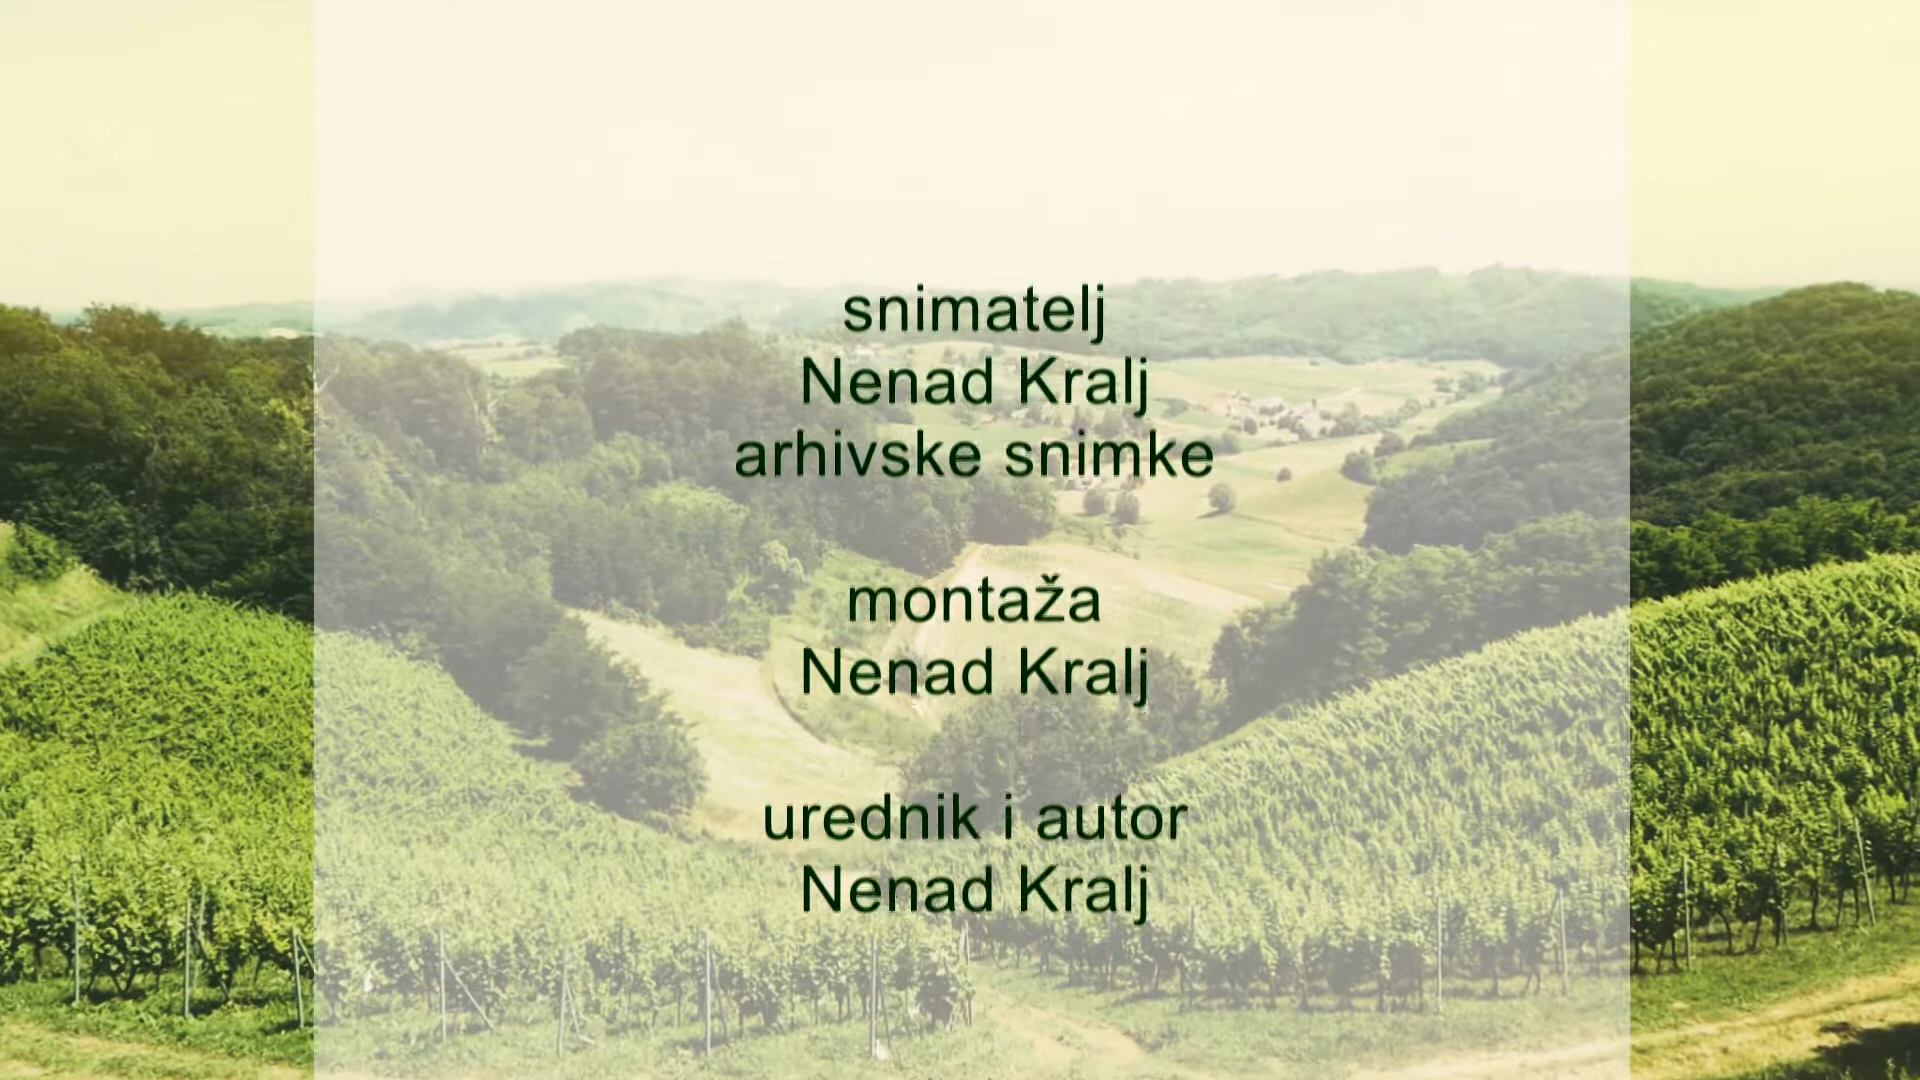 snimatelj
Nenad Kralj
arhivske snimke
montaža
Nenad Kralj
urednik i autor
Nenad Kralj